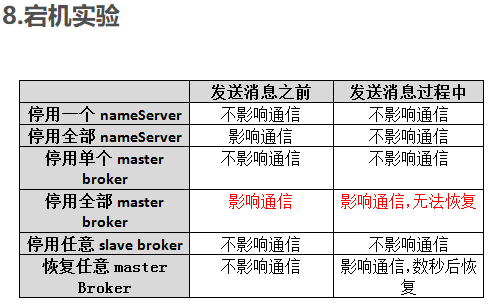 8.宕机实验
发送消息之前 发送消息过程中
停用一个 nameServer 不影响通信 不影响通信
停用全部 nameServer 影响通信 不影响通信
停用单个 master 不影响通信 不影响通信
broker
停用全部 master 影响通信 影响通信,无法恢复
broker
停用任意 slave broker 不影响通信 不影响通信
恢复任意 master 不影响通信 影响通信,数秒后恢
Broker 复